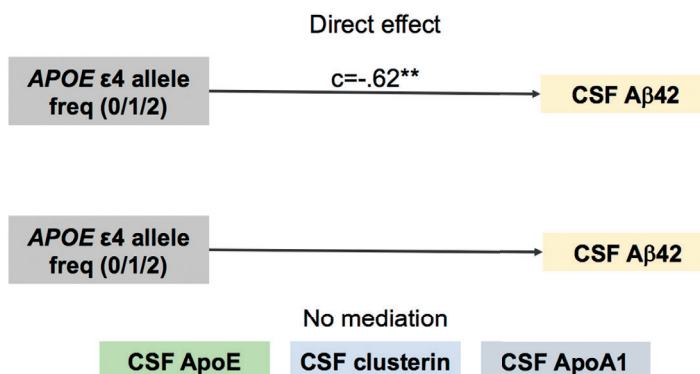 Direct effect
APOE ε4 allele
freq (0/1/2)
c=-.62**
CSF Aβ42
APOE ε4 allele
freq (0/1/2)
CSF Aβ42
No mediation
CSF ApoE
CSF clusterin
CSF ApoA1